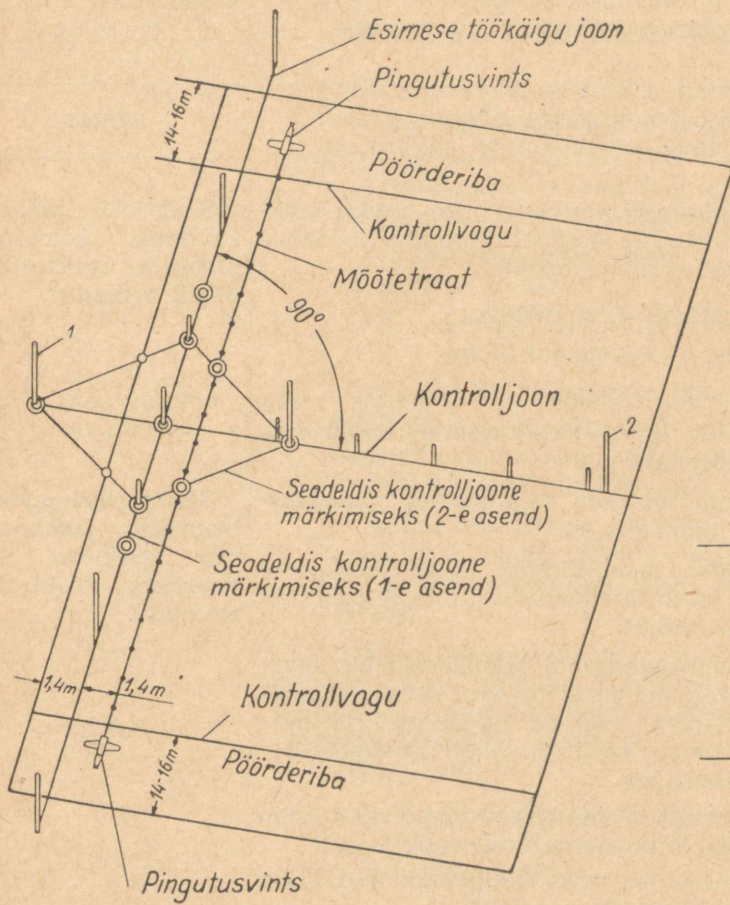 Esimese töökäigu joon
Pingutusvints
14-16m
Pöörderiba
Kontrollvagu
Mõõtetraat
90°
1
Kontrolljoon
2
Seadeldis kontrolljoone
märkimiseks (2-e asend)
Seadeldis kontrolljoone
märkimiseks (1-e asend)
1,4m
1,4m
Kontrollvagu
Pöörderiba
14-16m
Pingutusvints